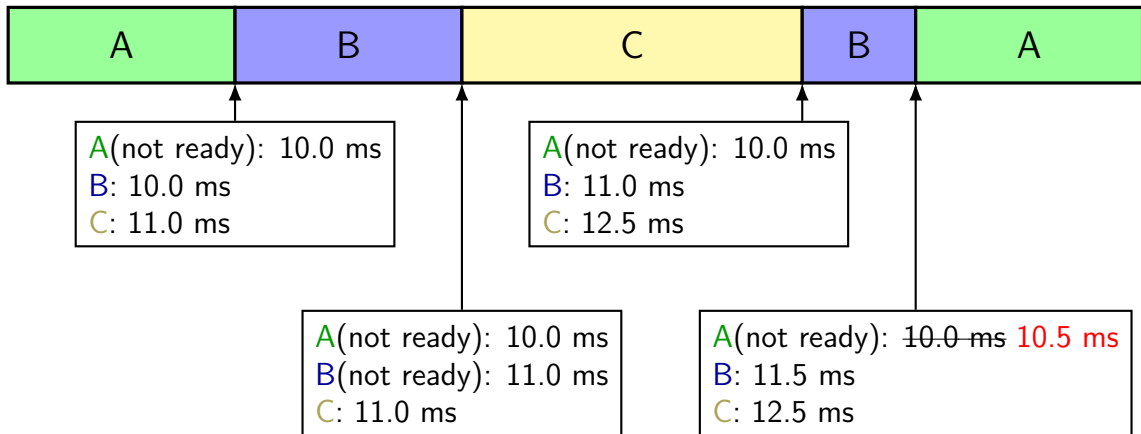 A B C B A
A(not ready): 10.0 ms
B: 10.0 ms
C: 11.0 ms
A(not ready): 10.0 ms
B: 11.0 ms
C: 12.5 ms
A(not ready): 10.0 ms
B(not ready): 11.0 ms
C: 11.0 ms
A(not ready): 10.0 ms 10.5 ms
B: 11.5 ms
C: 12.5 ms